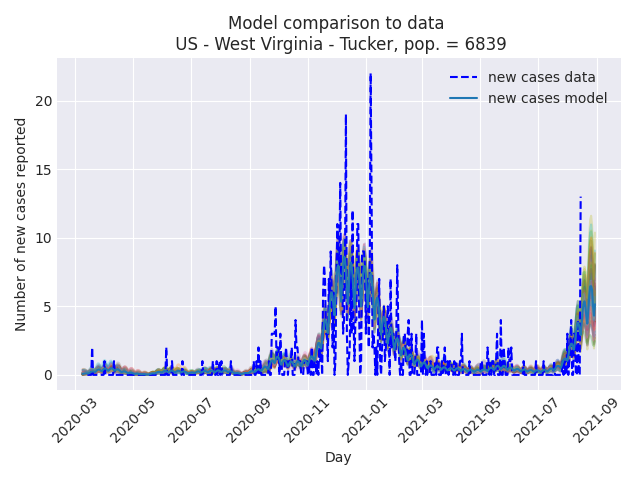 Model comparison to data
US - West Virginia - Tucker, pop. = 6839
new cases data
new cases model
Number of new cases reported
20
15
10
5
0
2020-03
2020-05
2020-07
2020-09
2020-11
2021-01
2021-03
2021-05
2021-07
2021-09
Day